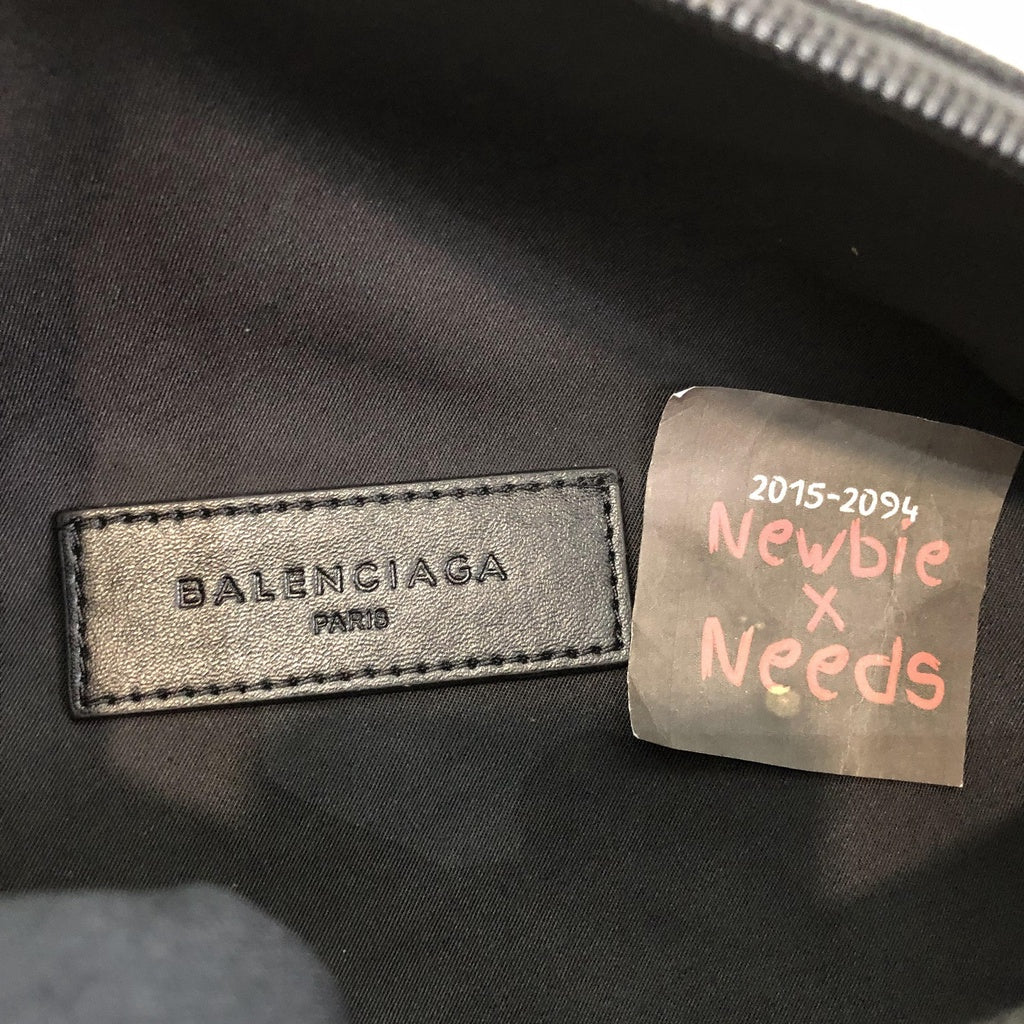 BALENCIAGA
PARIS
2015-2094
Newbie
x
Needs